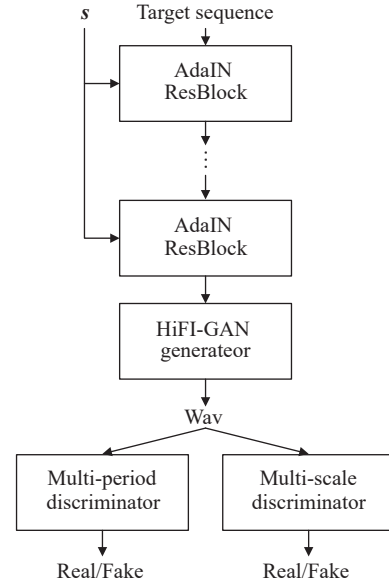 s Target sequence
AdaIN
ResBlock
⋮
AdaIN
ResBlock
HiFI-GAN
generateor
Wav
Multi-period
discriminator
Multi-scale
discriminator
Real/Fake
Real/Fake